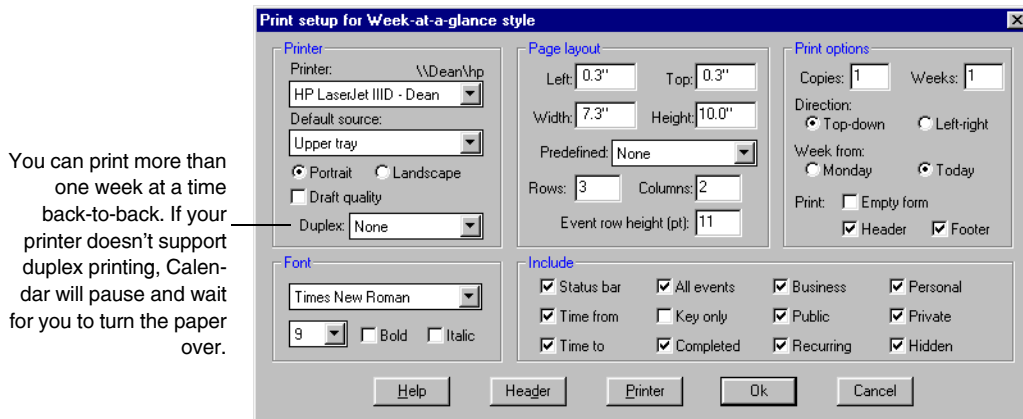 Print setup for Week-at-a-glance style
Printer
Printer: \\Dean\hp
HP LaserJet IIID - Dean
Default source:
Upper tray
Portrait Landscape
Draft quality
Duplex: None
Page layout
Left: 0.3" Top: 0.3"
Width: 7.3" Height: 10.0"
Predefined: None
Rows: 3 Columns: 2
Event row height (pt): 11
Print options
Copies: 1 Weeks: 1
Direction:
Top-down Left-right
Week from:
Monday Today
Print: Empty form
Header Footer
You can print more than
one week at a time
back-to-back. If your
printer doesn't support
duplex printing, Calen-
dar will pause and wait
for you to turn the paper
over.
Font
Times New Roman
9 Bold Italic
Include
Status bar All events Business Personal
Time from Key only Public Private
Time to Completed Recurring Hidden
Help Header Printer Ok Cancel